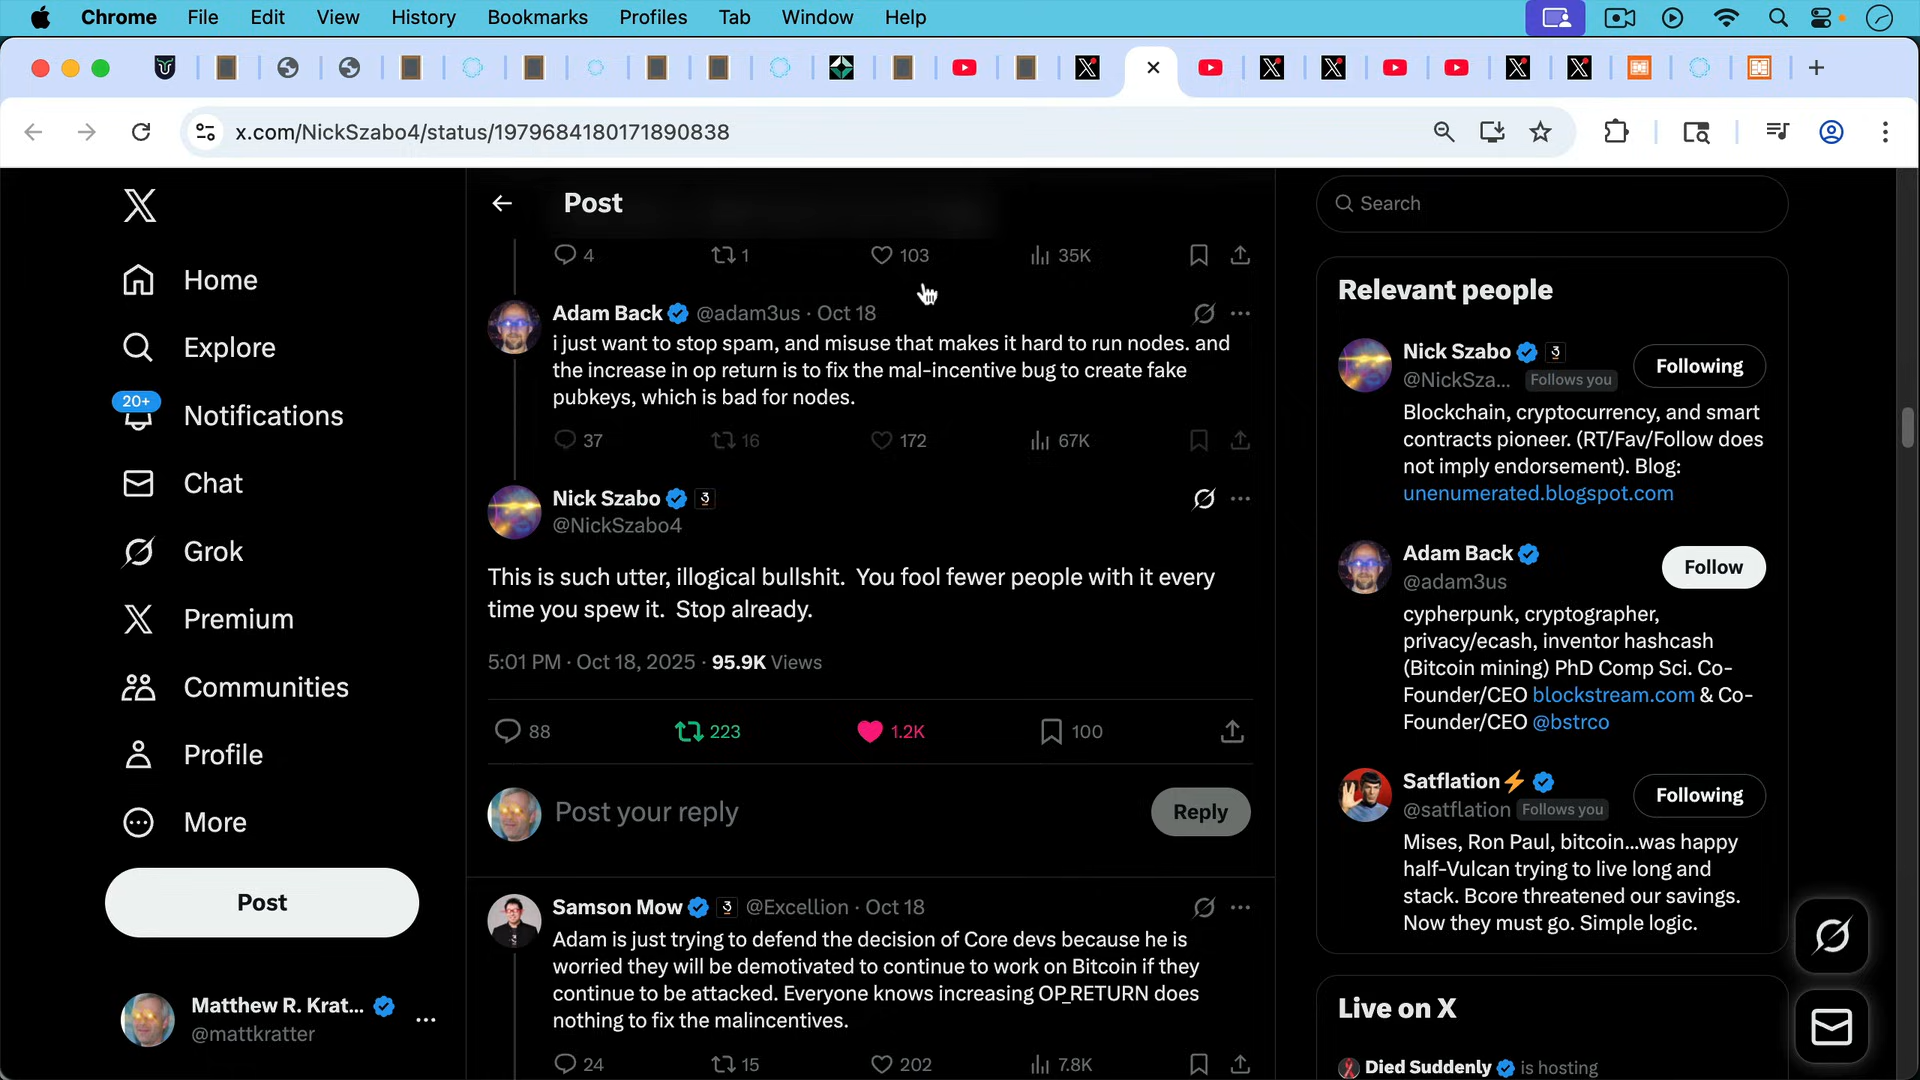 Chrome File Edit View History Bookmarks Profiles Tab Window Help
x.com/NickSzabo4/status/1979684180171890838
Post
Search
4 1 103 35K
Home
Explore
20+
Notifications
Chat
Grok
Premium
Communities
Profile
More
Post
Matthew R. Krat...
@mattkratter
Adam Back @adam3us · Oct 18
i just want to stop spam, and misuse that makes it hard to run nodes. and
the increase in op return is to fix the mal-incentive bug to create fake
pubkeys, which is bad for nodes.
37 16 172 67K
Nick Szabo 3
@NickSzabo4
This is such utter, illogical bullshit. You fool fewer people with it every
time you spew it. Stop already.
5:01 PM · Oct 18, 2025 · 95.9K Views
88 223 1.2K 100
Post your reply
Reply
Samson Mow 3 @Excellion · Oct 18
Adam is just trying to defend the decision of Core devs because he is
worried they will be demotivated to continue to work on Bitcoin if they
continue to be attacked. Everyone knows increasing OP_RETURN does
nothing to fix the malincentives.
24 15 202 7.8K
Relevant people
Nick Szabo 3
@NickSza... Follows you
Following
Blockchain, cryptocurrency, and smart
contracts pioneer. (RT/Fav/Follow does
not imply endorsement). Blog:
unenumerated.blogspot.com
Adam Back
@adam3us
Follow
cypherpunk, cryptographer,
privacy/ecash, inventor hashcash
(Bitcoin mining) PhD Comp Sci. Co-
Founder/CEO blockstream.com & Co-
Founder/CEO @bstrco
Satflation⚡
@satflation Follows you
Following
Mises, Ron Paul, bitcoin...was happy
half-Vulcan trying to live long and
stack. Bcore threatened our savings.
Now they must go. Simple logic.
Live on X
Died Suddenly is hosting